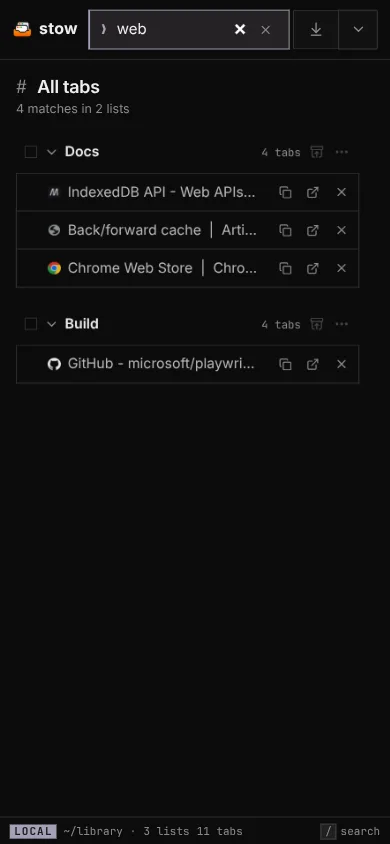 stow
web
# All tabs
4 matches in 2 lists
Docs 4 tabs
IndexedDB API - Web APIs...
Back/forward cache | Arti...
Chrome Web Store | Chro...
Build 4 tabs
GitHub - microsoft/playwri...
LOCAL ~/library · 3 lists 11 tabs / search